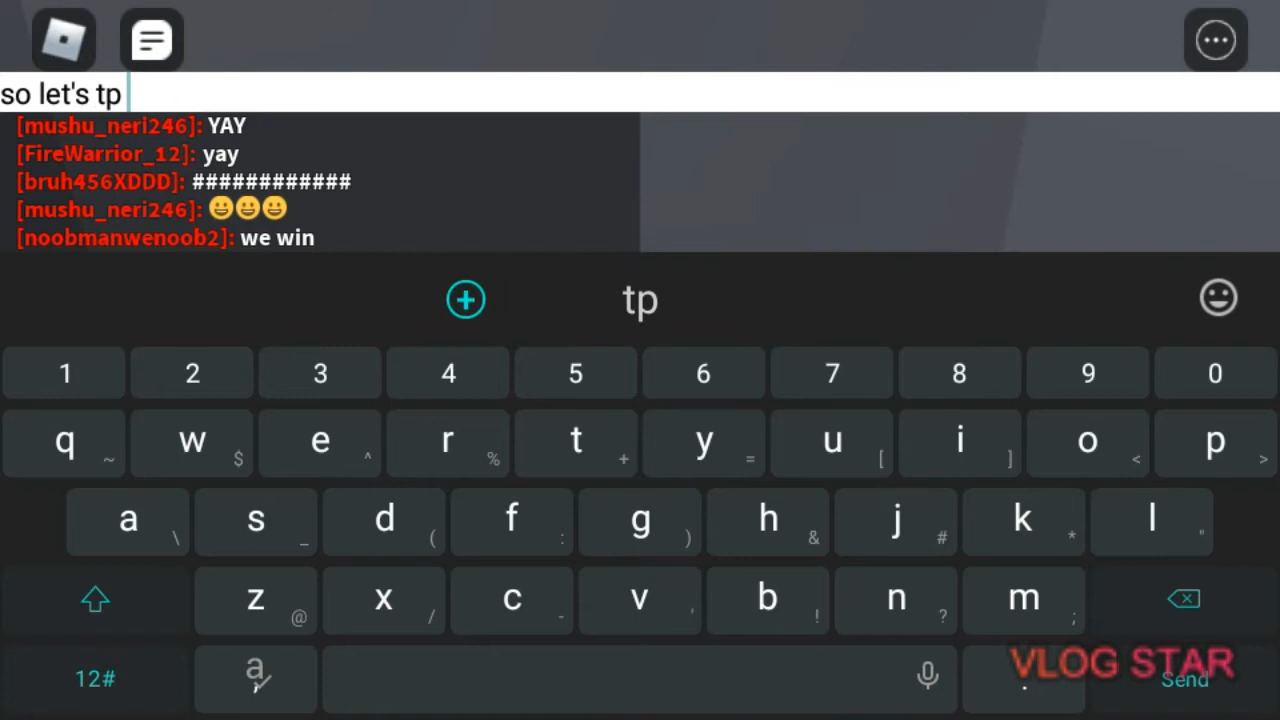 so let's tp
[mushu_neri246]: YAY
[FireWarrior_12]: yay
[bruh456XDDD]: ############
[mushu_neri246]: 😀😀😀
[noobmanwenoob2]: we win
tp
1 2 3 4 5 6 7 8 9 0
q ~ w $ e ^ r % t + y = u [ i ] o < p >
a \ s _ d ( f : g ) h & j # k * l "
z @ x / c - v ' b ! n ? m ;
12# a , . Send
VLOG STAR